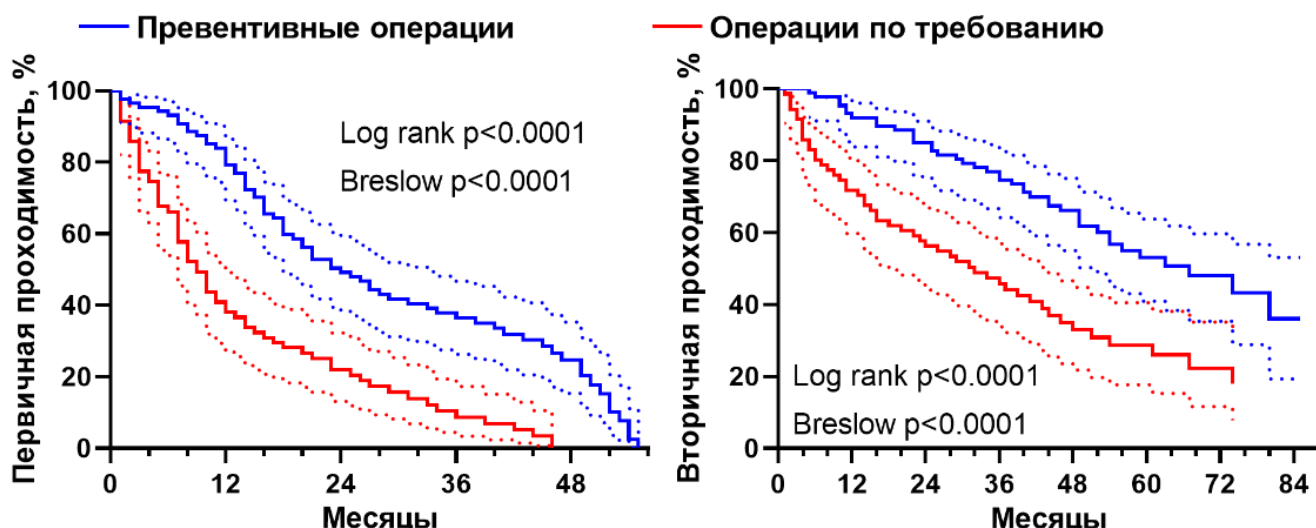 Превентивные операции
Операции по требованию
Первичная проходимость, %
100
80
60
40
20
0
Log rank p<0.0001
Breslow p<0.0001
0 12 24 36 48
Месяцы
Вторичная проходимость, %
100
80
60
40
20
0
Log rank p<0.0001
Breslow p<0.0001
0 12 24 36 48 60 72 84
Месяцы